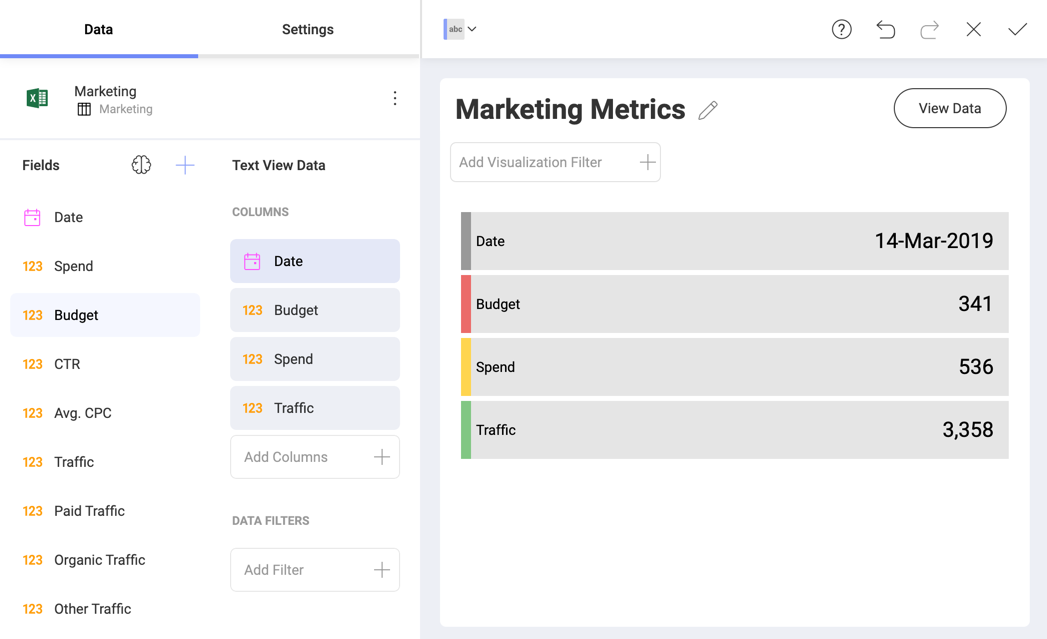 Data
Settings
Marketing
Marketing
Fields
Date
123 Spend
123 Budget
123 CTR
123 Avg. CPC
123 Traffic
123 Paid Traffic
123 Organic Traffic
123 Other Traffic
Text View Data
COLUMNS
Date
123 Budget
123 Spend
123 Traffic
Add Columns
DATA FILTERS
Add Filter
abc
Marketing Metrics
View Data
Add Visualization Filter
Date 14-Mar-2019
Budget 341
Spend 536
Traffic 3,358